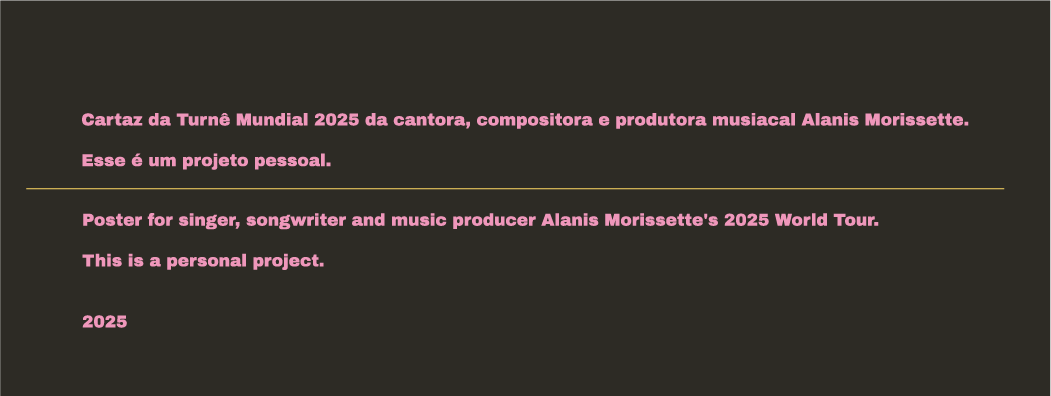 Cartaz da Turnê Mundial 2025 da cantora, compositora e produtora musiacal Alanis Morissette.
Esse é um projeto pessoal.
Poster for singer, songwriter and music producer Alanis Morissette's 2025 World Tour.
This is a personal project.
2025